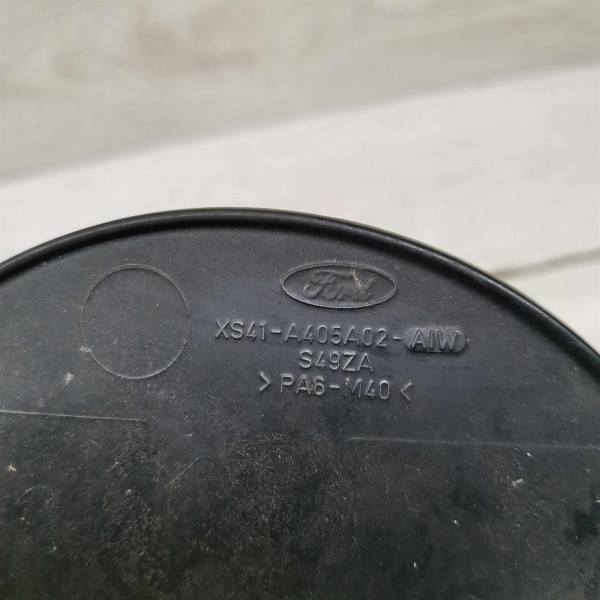 Ford
XS41-A405A02-AIW
S49ZA
> PA6-M40 <